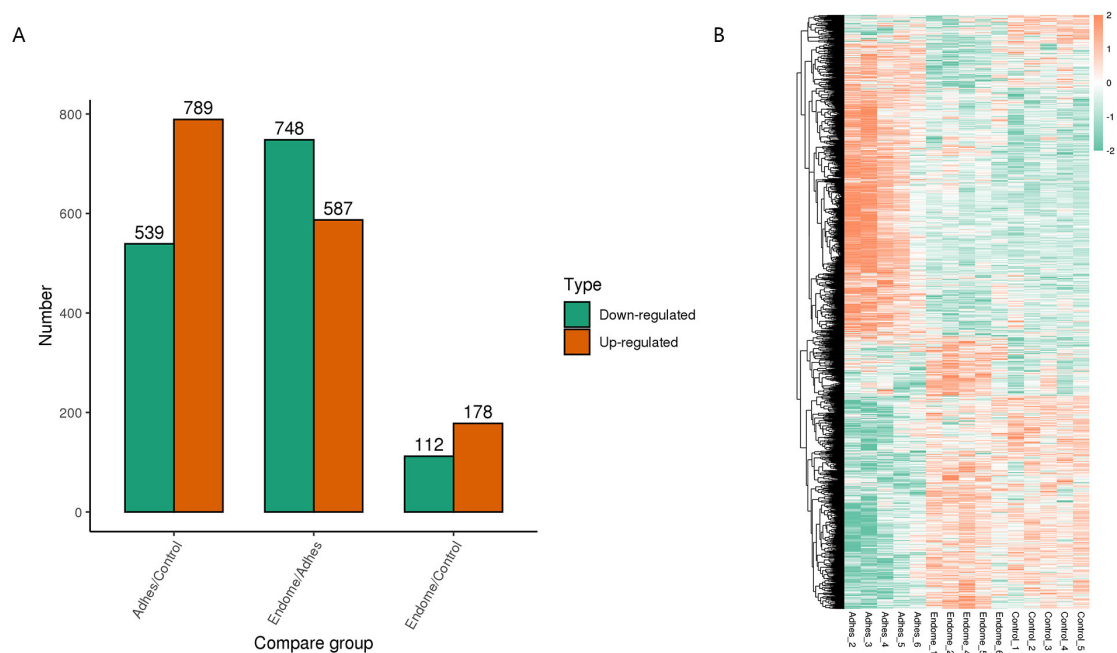 A
B
789
748
539
587
112
178
800
600
400
200
0
Number
Adhes/Control
Endome/Adhes
Endome/Control
Compare group
Type
Down-regulated
Up-regulated
2
1
0
-1
-2
Adhes_2
Adhes_3
Adhes_4
Adhes_5
Adhes_6
Endome_1
Endome_2
Endome_4
Endome_5
Endome_6
Control_1
Control_2
Control_3
Control_4
Control_5